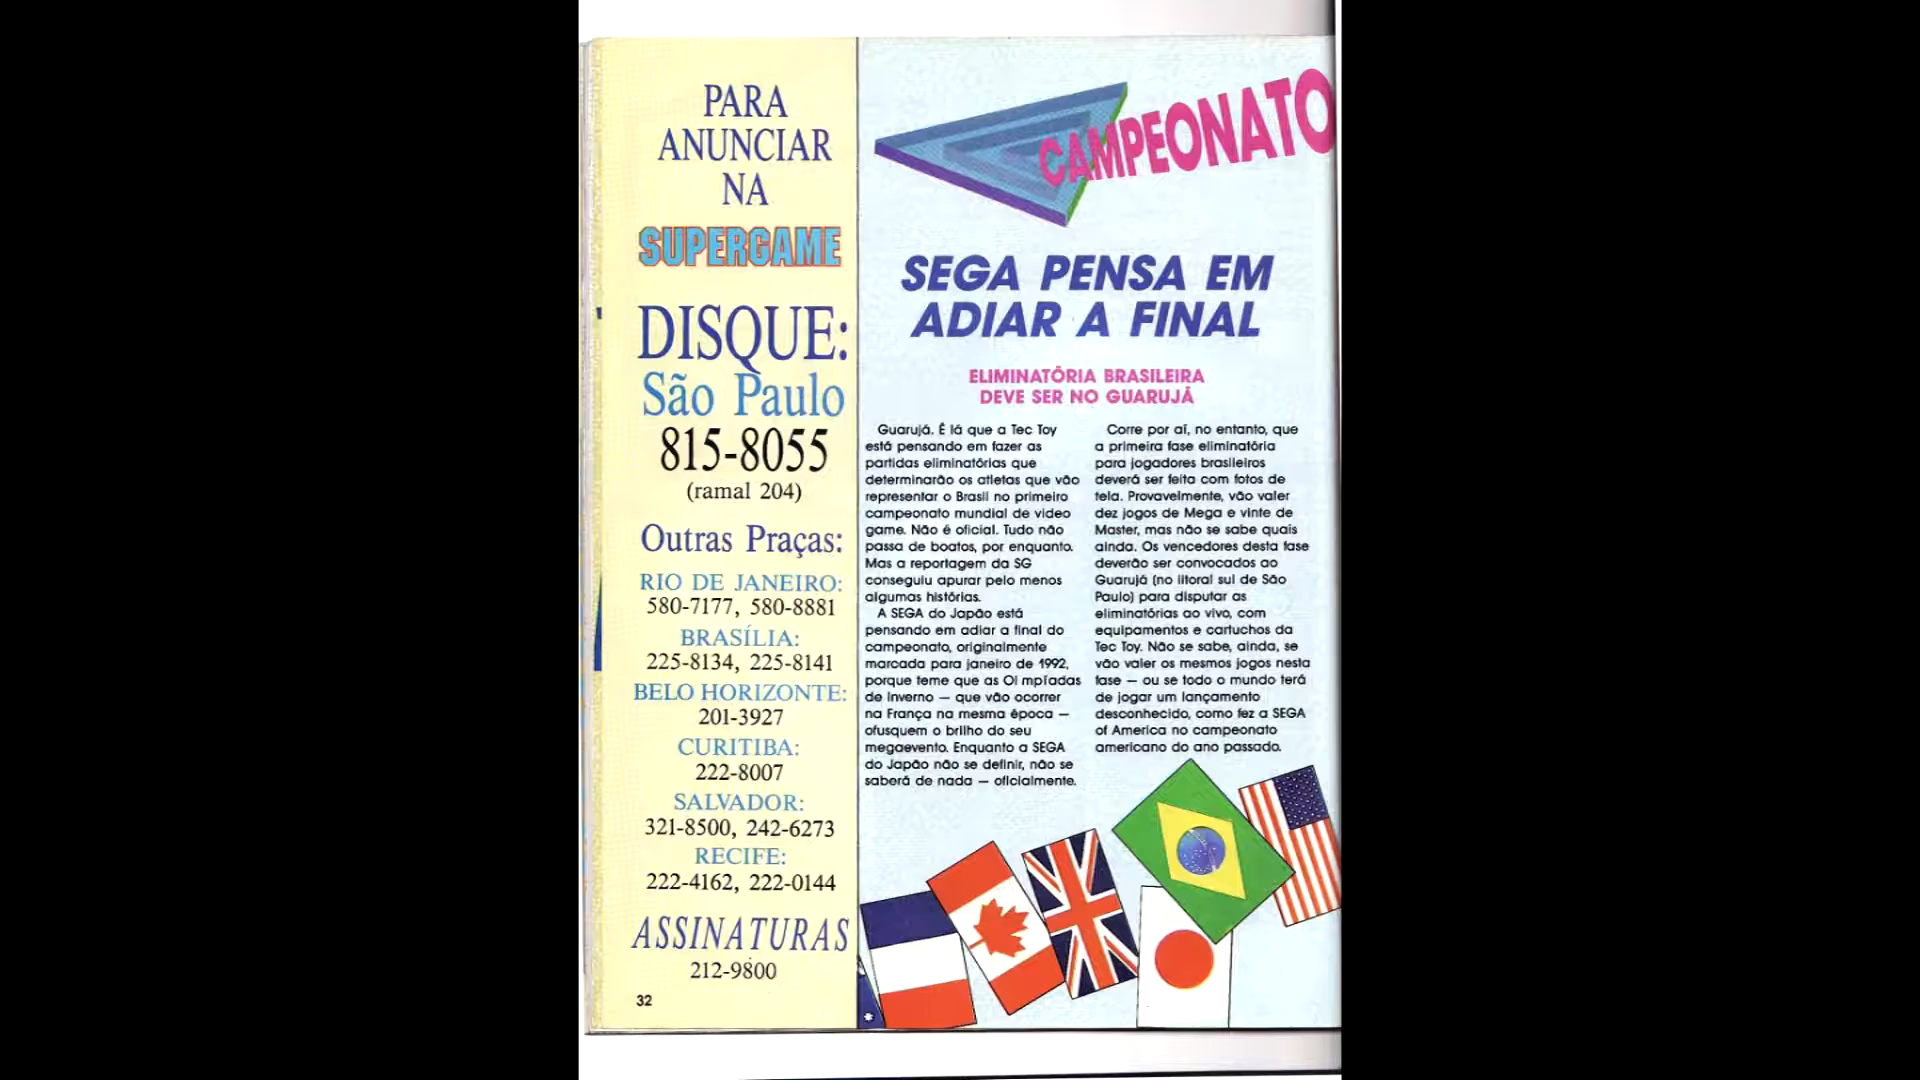 PARA
ANUNCIAR
NA
SUPERGAME
DISQUE:
São Paulo
815-8055
(ramal 204)
Outras Praças:
RIO DE JANEIRO:
580-7177, 580-8881
BRASÍLIA:
225-8134, 225-8141
BELO HORIZONTE:
201-3927
CURITIBA:
222-8007
SALVADOR:
321-8500, 242-6273
RECIFE:
222-4162, 222-0144
ASSINATURAS
212-9800
32
CAMPEONATO
SEGA PENSA EM
ADIAR A FINAL
ELIMINATÓRIA BRASILEIRA
DEVE SER NO GUARUJÁ
Guarujá. É lá que a Tec Toy
está pensando em fazer as
partidas eliminatórias que
determinarão os atletas que vão
representar o Brasil no primeiro
campeonato mundial de video
game. Não é oficial. Tudo não
passa de boatos, por enquanto.
Mas a reportagem da SG
conseguiu apurar pelo menos
algumas histórias.
A SEGA do Japão está
pensando em adiar a final do
campeonato, originalmente
marcada para janeiro de 1992,
porque teme que as Ol mpíadas
de Inverno — que vão ocorrer
na França na mesma época —
ofusquem o brilho do seu
megaevento. Enquanto a SEGA
do Japão não se definir, não se
saberá de nada — oficialmente.
Corre por aí, no entanto, que
a primeira fase eliminatória
para jogadores brasileiros
deverá ser feita com fotos de
tela. Provavelmente, vão valer
dez jogos de Mega e vinte de
Master, mas não se sabe quais
ainda. Os vencedores desta fase
deverão ser convocados ao
Guarujá (no litoral sul de São
Paulo) para disputar as
eliminatórias ao vivo, com
equipamentos e cartuchos da
Tec Toy. Não se sabe, ainda, se
vão valer os mesmos jogos nesta
fase — ou se todo o mundo terá
de jogar um lançamento
desconhecido, como fez a SEGA
of America no campeonato
americano do ano passado.